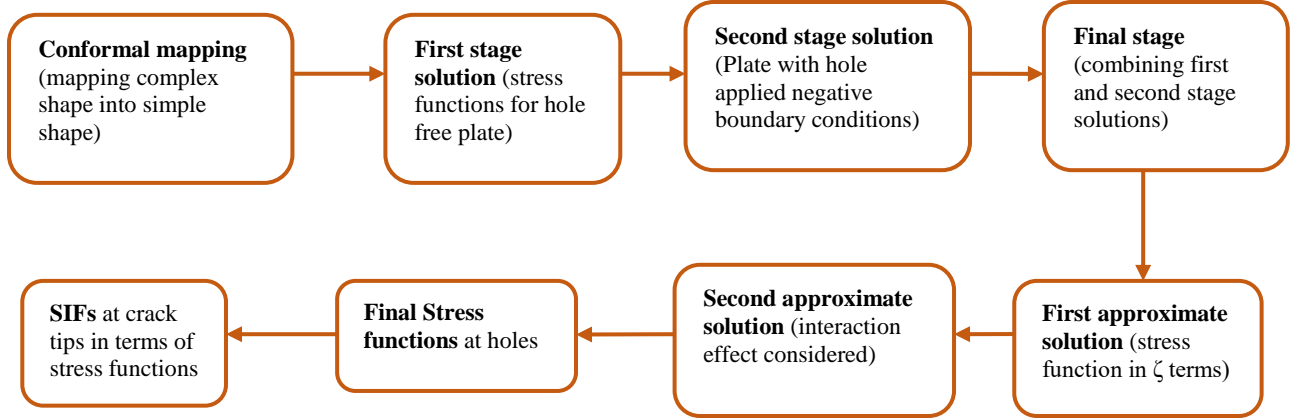 Conformal mapping
(mapping complex
shape into simple
shape)
First stage
solution (stress
functions for hole
free plate)
Second stage solution
(Plate with hole
applied negative
boundary conditions)
Final stage
(combining first
and second stage
solutions)
First approximate
solution (stress
function in ζ terms)
Second approximate
solution (interaction
effect considered)
Final Stress
functions at holes
SIFs at crack
tips in terms of
stress functions